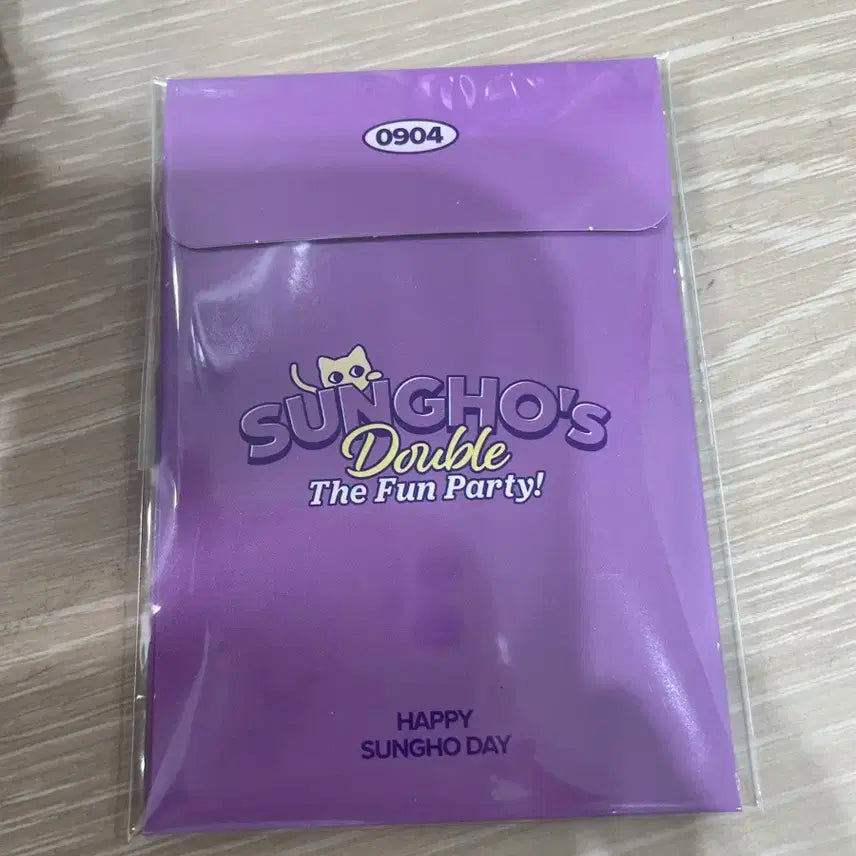 0904
SUNGHO's
Double
The Fun Party!
HAPPY
SUNGHO DAY